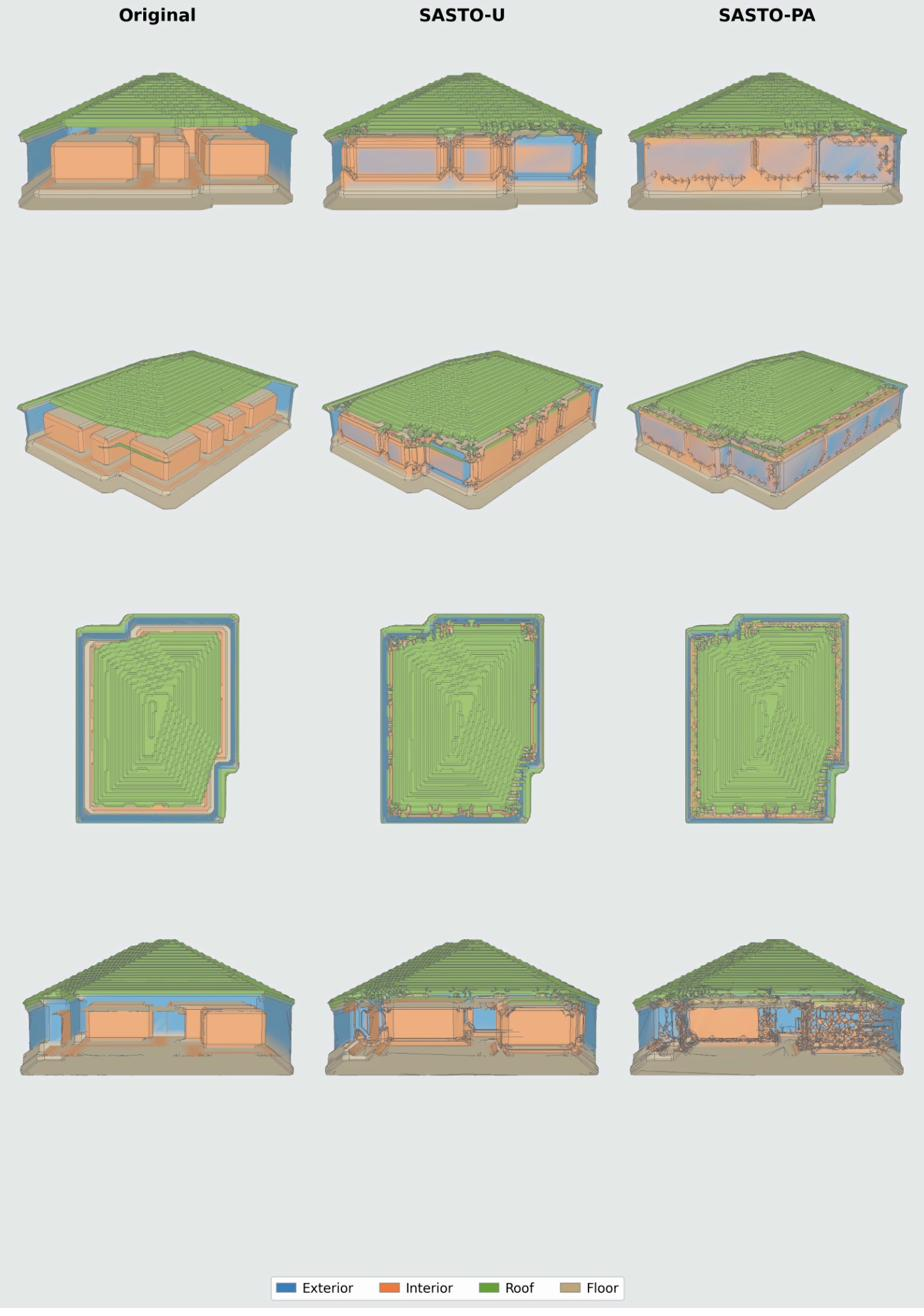 Original SASTO-U SASTO-PA
Exterior Interior Roof Floor